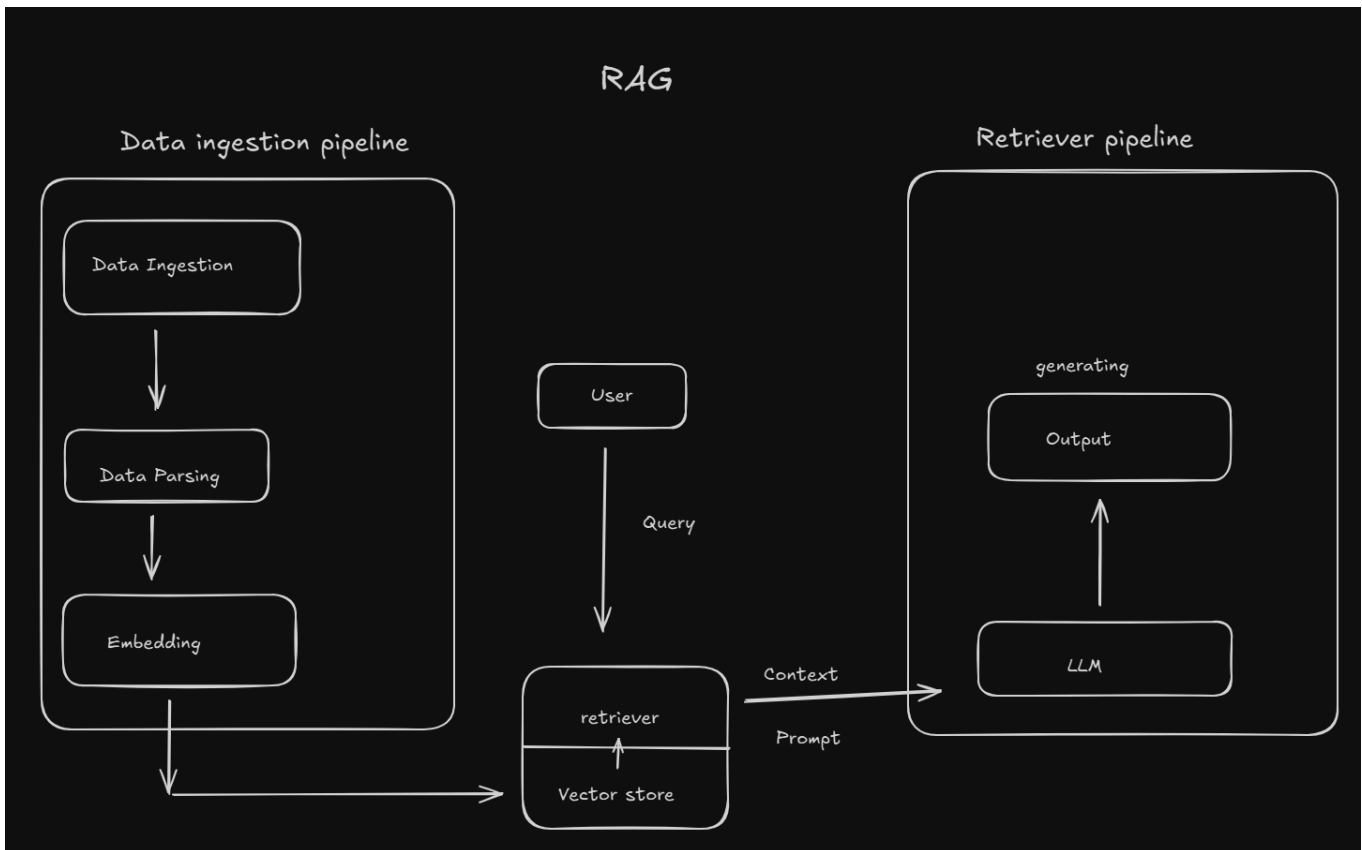 RAG
Data ingestion pipeline
Retriever pipeline
Data Ingestion
Data Parsing
Embedding
User
Query
retriever
Vector store
Context
Prompt
generating
Output
LLM